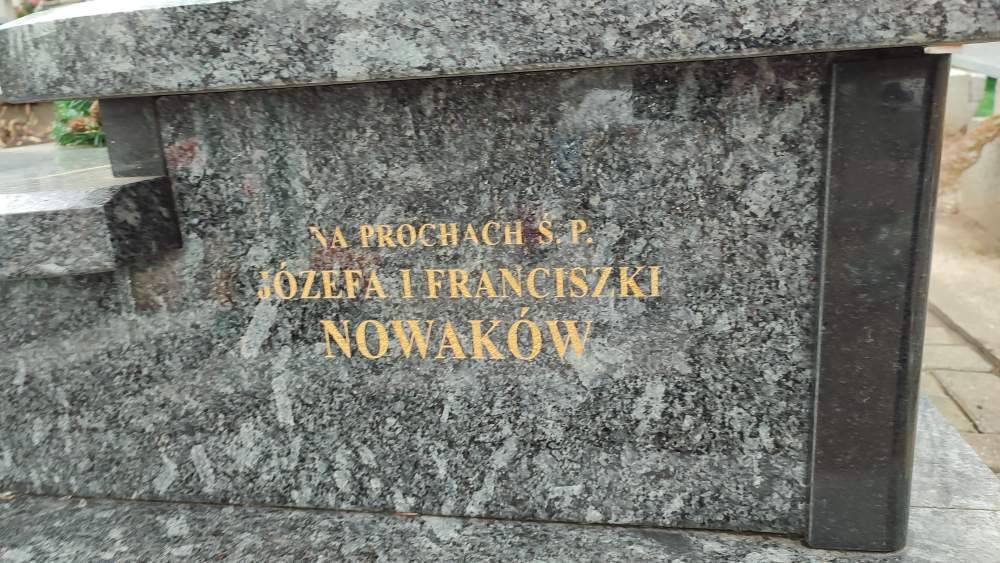 NA PROCHACH Ś. P.
JÓZEFA I FRANCISZKI
NOWAKÓW